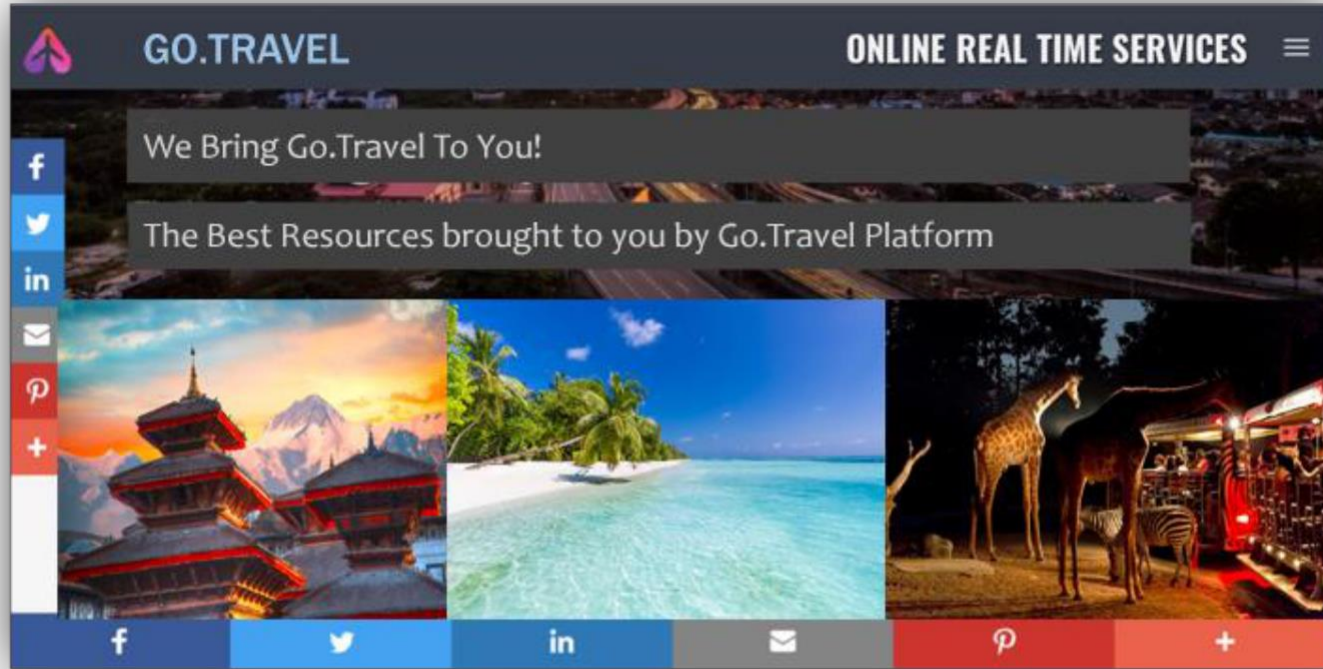 GO.TRAVEL
ONLINE REAL TIME SERVICES
We Bring Go.Travel To You!
The Best Resources brought to you by Go.Travel Platform